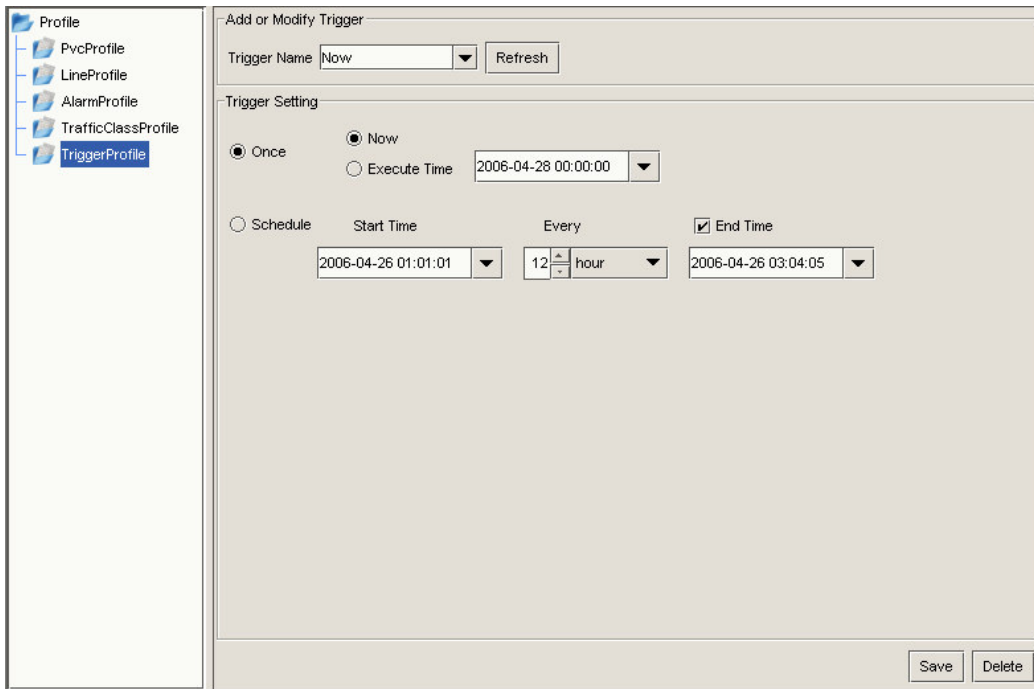 Profile
PvcProfile
LineProfile
AlarmProfile
TrafficClassProfile
TriggerProfile
Add or Modify Trigger
Trigger Name Now Refresh
Trigger Setting
Once Now
Execute Time 2006-04-28 00:00:00
Schedule Start Time Every End Time
2006-04-26 01:01:01 12 hour 2006-04-26 03:04:05
Save Delete